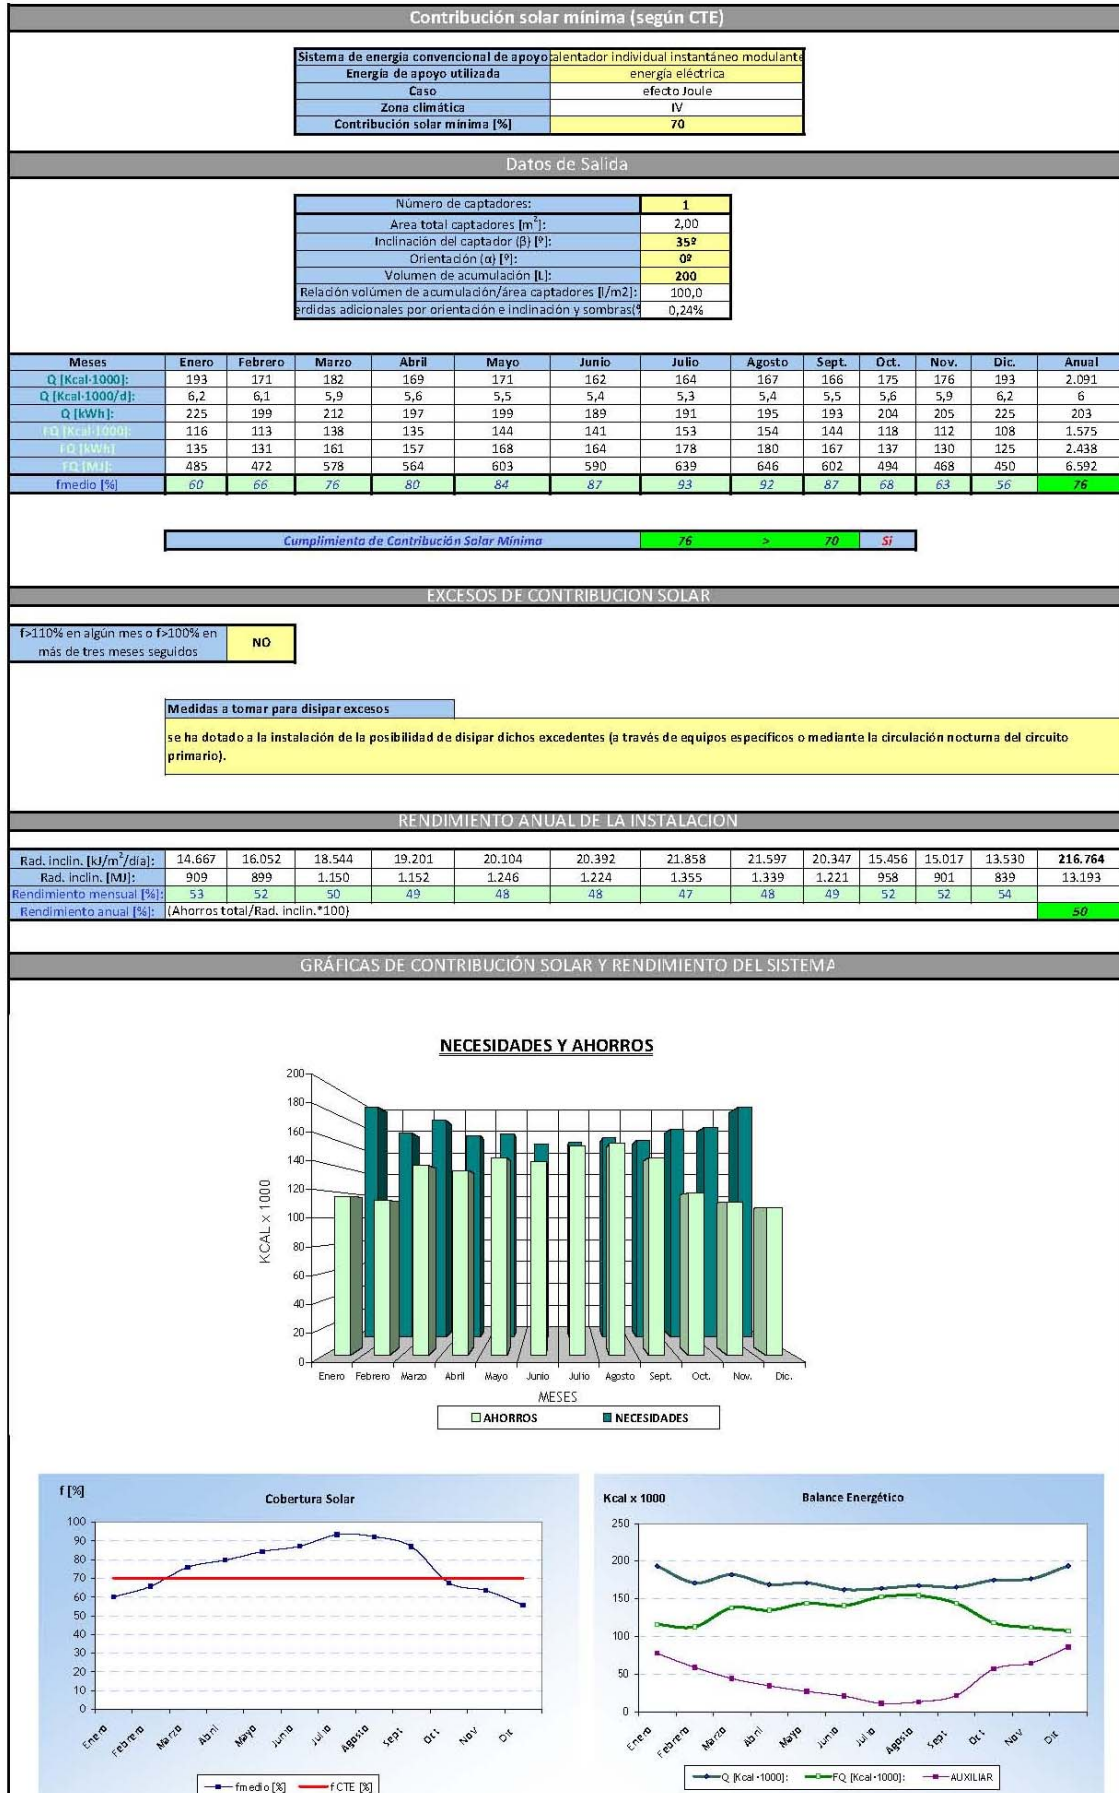 Contribución solar mínima (según CTE)
Sistema de energía convencional de apoyo alentador individual instantáneo modulante
Energía de apoyo utilizada energía eléctrica
Caso efecto Joule
Zona climática IV
Contribución solar mínima [%] 70
Datos de Salida
Número de captadores: 1
Area total captadores [m²]: 2,00
Inclinación del captador (β) [º]: 35º
Orientación (α) [º]: 0º
Volumen de acumulación [L]: 200
Relación volúmen de acumulación/área captadores [l/m2]: 100,0
erdidas adicionales por orientación e inclinación y sombras(% 0,24%
Meses Enero Febrero Marzo Abril Mayo Junio Julio Agosto Sept. Oct. Nov. Dic. Anual
Q [Kcal·1000]: 193 171 182 169 171 162 164 167 166 175 176 193 2.091
Q [Kcal·1000/d]: 6,2 6,1 5,9 5,6 5,5 5,4 5,3 5,4 5,5 5,6 5,9 6,2 6
Q [kWh]: 225 199 212 197 199 189 191 195 193 204 205 225 203
FQ [Kcal·1000]: 116 113 138 135 144 141 153 154 144 118 112 108 1.575
FQ [kWh] 135 131 161 157 168 164 178 180 167 137 130 125 2.438
FQ [MJ]: 485 472 578 564 603 590 639 646 602 494 468 450 6.592
fmedio [%] 60 66 76 80 84 87 93 92 87 68 63 56 76
Cumplimiento de Contribución Solar Mínima 76 > 70 Si
EXCESOS DE CONTRIBUCION SOLAR
f>110% en algún mes o f>100% en
más de tres meses seguidos
NO
Medidas a tomar para disipar excesos
se ha dotado a la instalación de la posibilidad de disipar dichos excedentes (a través de equipos específicos o mediante la circulación nocturna del circuito
primario).
RENDIMIENTO ANUAL DE LA INSTALACION
Rad. inclin. [kJ/m²/día]: 14.667 16.052 18.544 19.201 20.104 20.392 21.858 21.597 20.347 15.456 15.017 13.530 216.764
Rad. inclin. [MJ]: 909 899 1.150 1.152 1.246 1.224 1.355 1.339 1.221 958 901 839 13.193
Rendimiento mensual [%]: 53 52 50 49 48 48 47 48 49 52 52 54
Rendimiento anual [%]: (Ahorros total/Rad. inclin.*100) 50
GRÁFICAS DE CONTRIBUCIÓN SOLAR Y RENDIMIENTO DEL SISTEMA
NECESIDADES Y AHORROS
200
180
160
140
120
100
80
60
40
20
0
KCAL x 1000
Enero Febrero Marzo Abril Mayo Junio Julio Agosto Sept. Oct. Nov. Dic.
MESES
AHORROS NECESIDADES
f [%]
Cobertura Solar
100
90
80
70
60
50
40
30
20
10
0
Enero Febrero Marzo Abril Mayo Junio Julio Agosto Sept Oct Nov Dic
fmedio [%] f CTE [%]
Kcal x 1000
Balance Energético
250
200
150
100
50
0
Enero Febrero Marzo Abril Mayo Junio Julio Agosto Sept Oct Nov Dic
Q [Kcal·1000]: FQ [Kcal·1000]: AUXILIAR